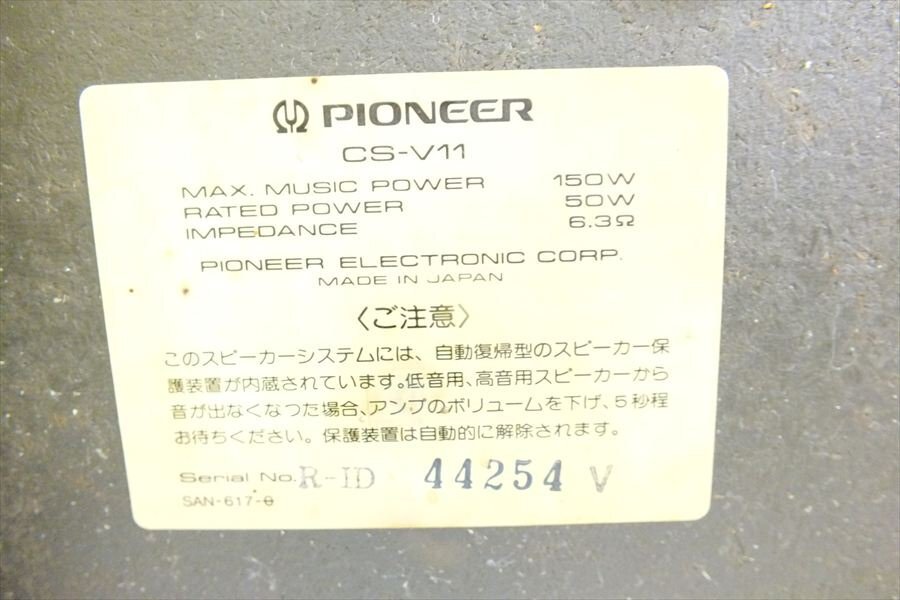 PIONEER
CS-V11
MAX. MUSIC POWER 150W
RATED POWER 50W
IMPEDANCE 6.3Ω
PIONEER ELECTRONIC CORP.
MADE IN JAPAN
〈ご注意〉
このスピーカーシステムには、自動復帰型のスピーカー保
護装置が内蔵されています。低音用、高音用スピーカーから
音が出なくなつた場合、アンプのボリュームを下げ、5秒程
お待ちください。保護装置は自動的に解除されます。
Serial No. R-ID 44254 V
SAN-617-0